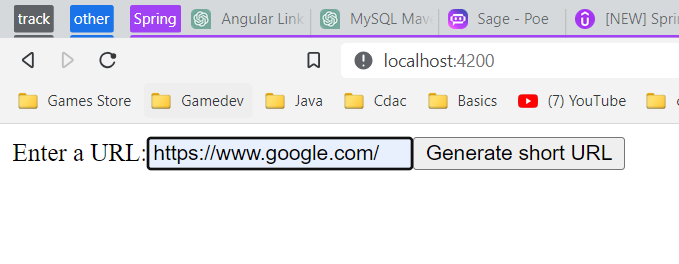 track other Spring Angular Link MySQL Mave Sage - Poe [NEW] Sprin
localhost:4200
Games Store Gamedev Java Cdac Basics (7) YouTube
Enter a URL: https://www.google.com/ Generate short URL